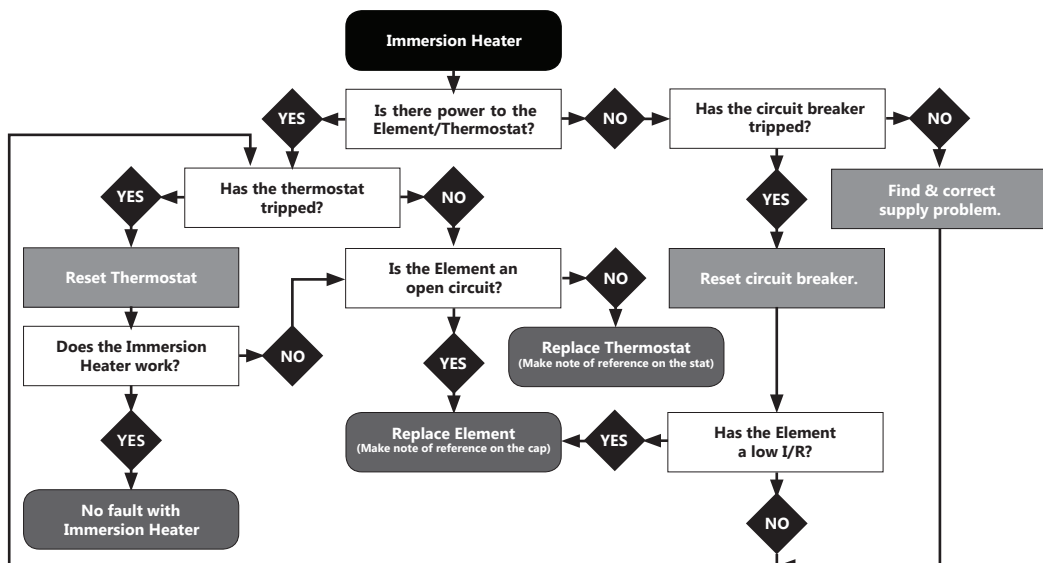 Immersion Heater
Is there power to the
Element/Thermostat?
YES
NO
Has the circuit breaker
tripped?
NO
Has the thermostat
tripped?
YES
NO
YES
Find & correct
supply problem.
Reset Thermostat
Is the Element an
open circuit?
NO
Reset circuit breaker.
Does the Immersion
Heater work?
NO
YES
Replace Thermostat
(Make note of reference on the stat)
YES
Replace Element
(Make note of reference on the cap)
YES
Has the Element
a low I/R?
No fault with
Immersion Heater
NO